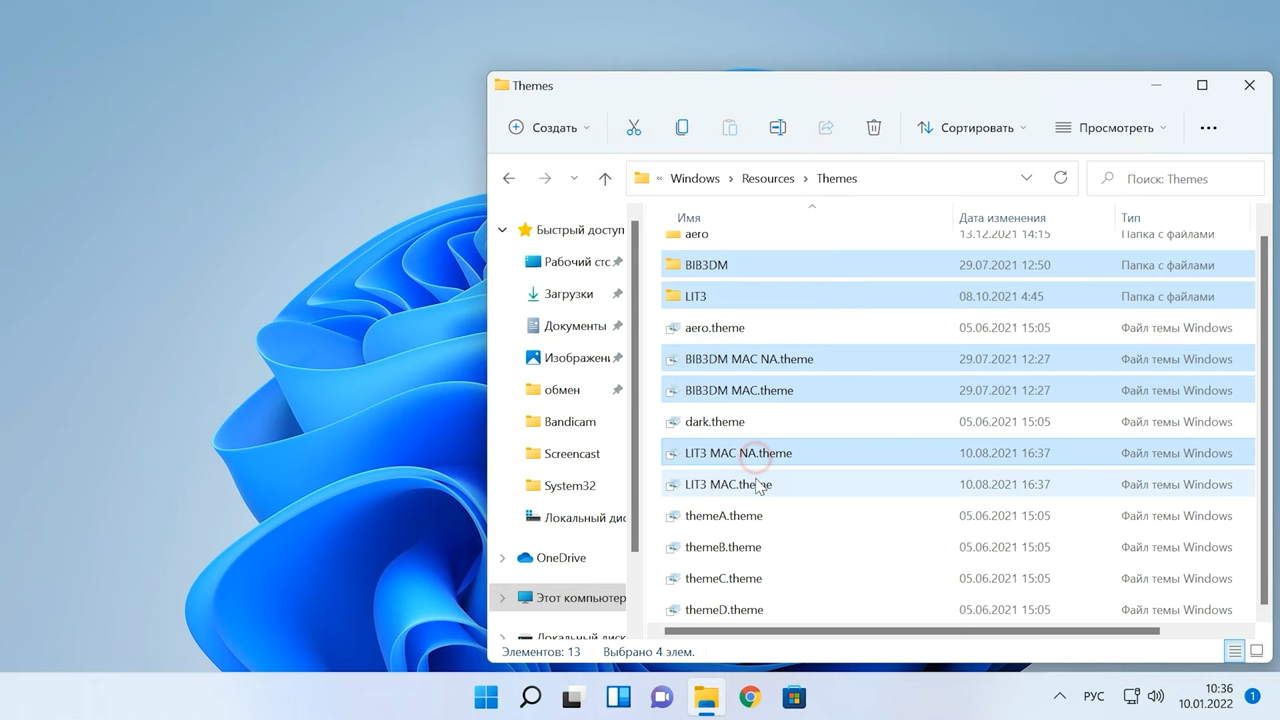 Themes
Создать
Сортировать
Просмотреть
« Windows › Resources › Themes
Поиск: Themes
Имя
Дата изменения
Тип
Быстрый доступ
Рабочий сто
Загрузки
Документы
Изображени
обмен
Bandicam
Screencast
System32
Локальный дис
OneDrive
Этот компьютер
Локальный диск
aero 13.12.2021 14:15 Папка с файлами
BIB3DM 29.07.2021 12:50 Папка с файлами
LIT3 08.10.2021 4:45 Папка с файлами
aero.theme 05.06.2021 15:05 Файл темы Windows
BIB3DM MAC NA.theme 29.07.2021 12:27 Файл темы Windows
BIB3DM MAC.theme 29.07.2021 12:27 Файл темы Windows
dark.theme 05.06.2021 15:05 Файл темы Windows
LIT3 MAC NA.theme 10.08.2021 16:37 Файл темы Windows
LIT3 MAC.theme 10.08.2021 16:37 Файл темы Windows
themeA.theme 05.06.2021 15:05 Файл темы Windows
themeB.theme 05.06.2021 15:05 Файл темы Windows
themeC.theme 05.06.2021 15:05 Файл темы Windows
themeD.theme 05.06.2021 15:05 Файл темы Windows
Элементов: 13 Выбрано 4 элем.
РУС
10:36
10.01.2022
1